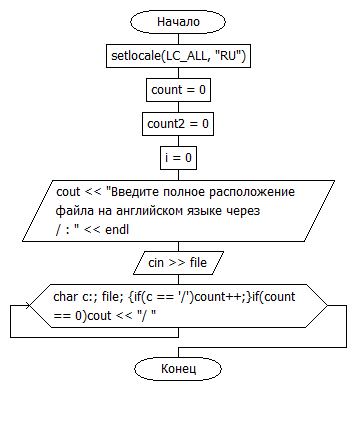 Начало
setlocale(LC_ALL, "RU")
count = 0
count2 = 0
i = 0
cout << "Введите полное расположение
файла на английском языке через
/ : " << endl
cin >> file
char c:; file; {if(c == '/')count++;}if(count
== 0)cout << "/ "
Конец